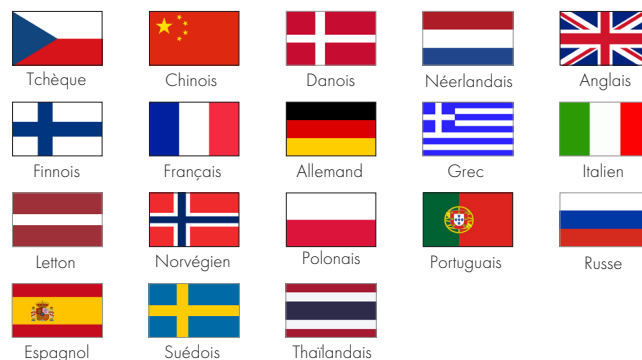 Tchèque Chinois Danois Néerlandais Anglais
Finnois Français Allemand Grec Italien
Letton Norvégien Polonais Portuguais Russe
Espagnol Suédois Thaïlandais